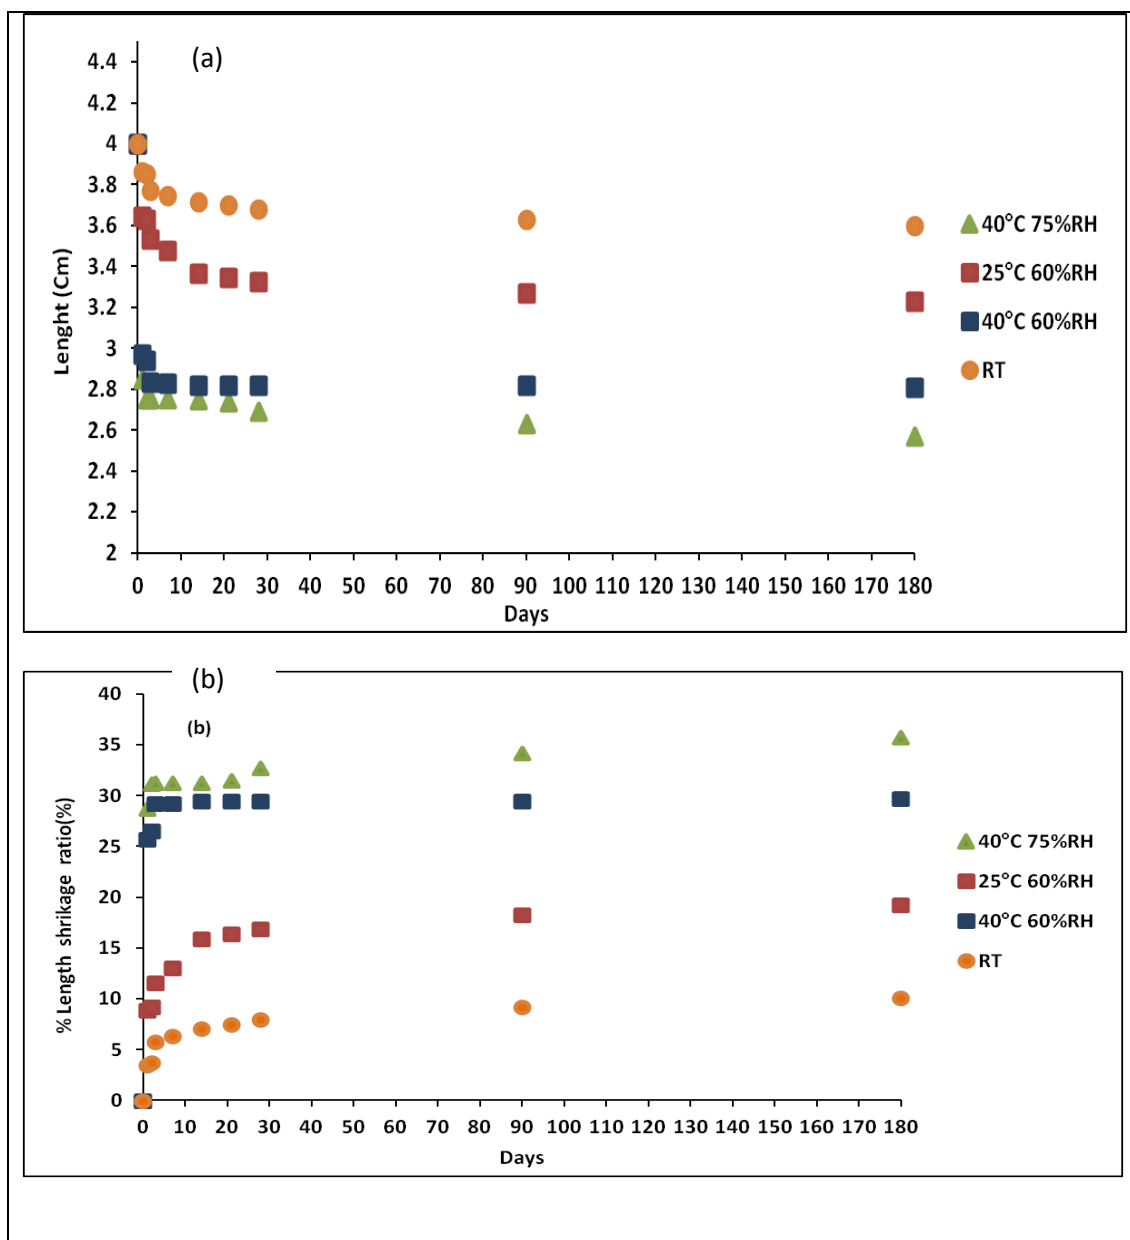 (a)
4.4
4.2
4
3.8
3.6
3.4
3.2
3
2.8
2.6
2.4
2.2
2
Lenght (Cm)
0 10 20 30 40 50 60 70 80 90 100 110 120 130 140 150 160 170 180
Days
40°C 75%RH
25°C 60%RH
40°C 60%RH
RT
(b)
(b)
40
35
30
25
20
15
10
5
0
% Length shrikage ratio(%)
0 10 20 30 40 50 60 70 80 90 100 110 120 130 140 150 160 170 180
Days
40°C 75%RH
25°C 60%RH
40°C 60%RH
RT